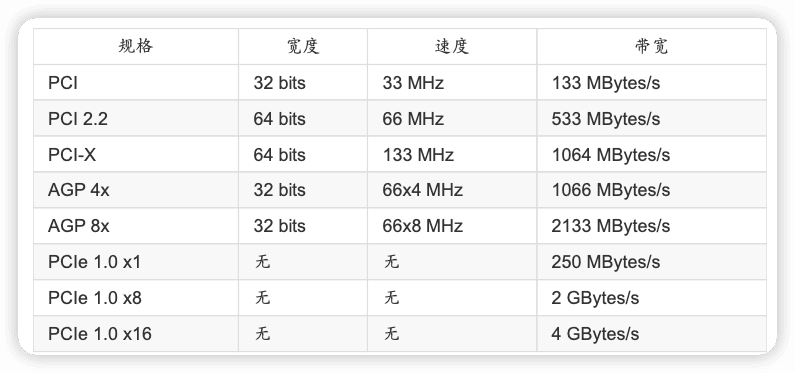 规格 宽度 速度 带宽
PCI 32 bits 33 MHz 133 MBytes/s
PCI 2.2 64 bits 66 MHz 533 MBytes/s
PCI-X 64 bits 133 MHz 1064 MBytes/s
AGP 4x 32 bits 66x4 MHz 1066 MBytes/s
AGP 8x 32 bits 66x8 MHz 2133 MBytes/s
PCIe 1.0 x1 无 无 250 MBytes/s
PCIe 1.0 x8 无 无 2 GBytes/s
PCIe 1.0 x16 无 无 4 GBytes/s